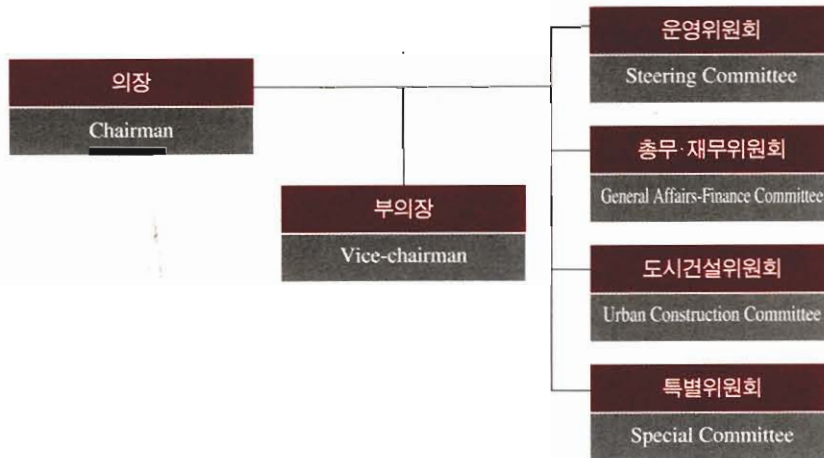 의장
Chairman
부의장
Vice-chairman
운영위원회
Steering Committee
총무·재무위원회
General Affairs-Finance Committee
도시건설위원회
Urban Construction Committee
특별위원회
Special Committee